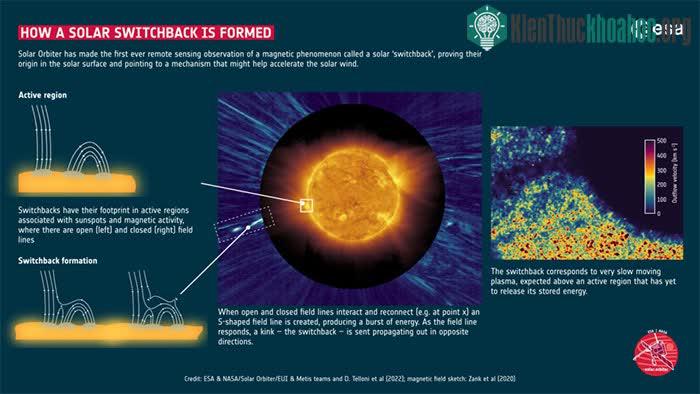 HOW A SOLAR SWITCHBACK IS FORMED
KienThuckhoahoc.org
esa
Solar Orbiter has made the first ever remote sensing observation of a magnetic phenomenon called a solar ‘switchback’, proving their
origin in the solar surface and pointing to a mechanism that might help accelerate the solar wind.
Active region
Switchbacks have their footprint in active regions
associated with sunspots and magnetic activity,
where there are open (left) and closed (right) field
lines
Switchback formation
When open and closed field lines interact and reconnect (e.g. at point x) an
S-shaped field line is created, producing a burst of energy. As the field line
responds, a kink – the switchback – is sent propagating out in opposite
directions.
500
400
300
200
100
0
Outflow velocity [km s⁻¹]
The switchback corresponds to very slow moving
plasma, expected above an active region that has yet
to release its stored energy.
ESA | NASA
solar orbiter
Credit: ESA & NASA/Solar Orbiter/EUI & Metis teams and D. Telloni et al (2022); magnetic field sketch: Zank et al (2020)